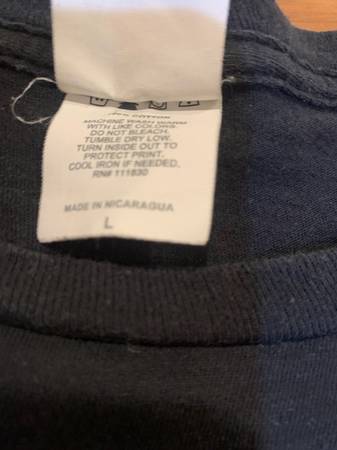 COTTON
MACHINE WASH WARM
WITH LIKE COLORS.
DO NOT BLEACH.
TUMBLE DRY LOW.
TURN INSIDE OUT TO
PROTECT PRINT.
COOL IRON IF NEEDED.
RN# 111830
MADE IN NICARAGUA
L